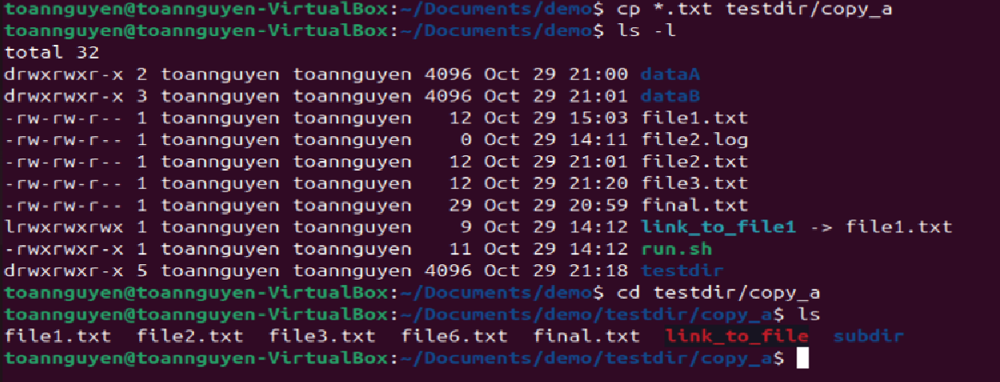 toannguyen@toannguyen-VirtualBox:~/Documents/demo$ cp *.txt testdir/copy_a
toannguyen@toannguyen-VirtualBox:~/Documents/demo$ ls -l
total 32
drwxrwxr-x 2 toannguyen toannguyen 4096 Oct 29 21:00 dataA
drwxrwxr-x 3 toannguyen toannguyen 4096 Oct 29 21:01 dataB
-rw-rw-r-- 1 toannguyen toannguyen   12 Oct 29 15:03 file1.txt
-rw-rw-r-- 1 toannguyen toannguyen    0 Oct 29 14:11 file2.log
-rw-rw-r-- 1 toannguyen toannguyen   12 Oct 29 21:01 file2.txt
-rw-rw-r-- 1 toannguyen toannguyen   12 Oct 29 21:20 file3.txt
-rw-rw-r-- 1 toannguyen toannguyen   29 Oct 29 20:59 final.txt
lrwxrwxrwx 1 toannguyen toannguyen    9 Oct 29 14:12 link_to_file1 -> file1.txt
-rwxrwxr-x 1 toannguyen toannguyen   11 Oct 29 14:12 run.sh
drwxrwxr-x 5 toannguyen toannguyen 4096 Oct 29 21:18 testdir
toannguyen@toannguyen-VirtualBox:~/Documents/demo$ cd testdir/copy_a
toannguyen@toannguyen-VirtualBox:~/Documents/demo/testdir/copy_a$ ls
file1.txt  file2.txt  file3.txt  file6.txt  final.txt  link_to_file  subdir
toannguyen@toannguyen-VirtualBox:~/Documents/demo/testdir/copy_a$